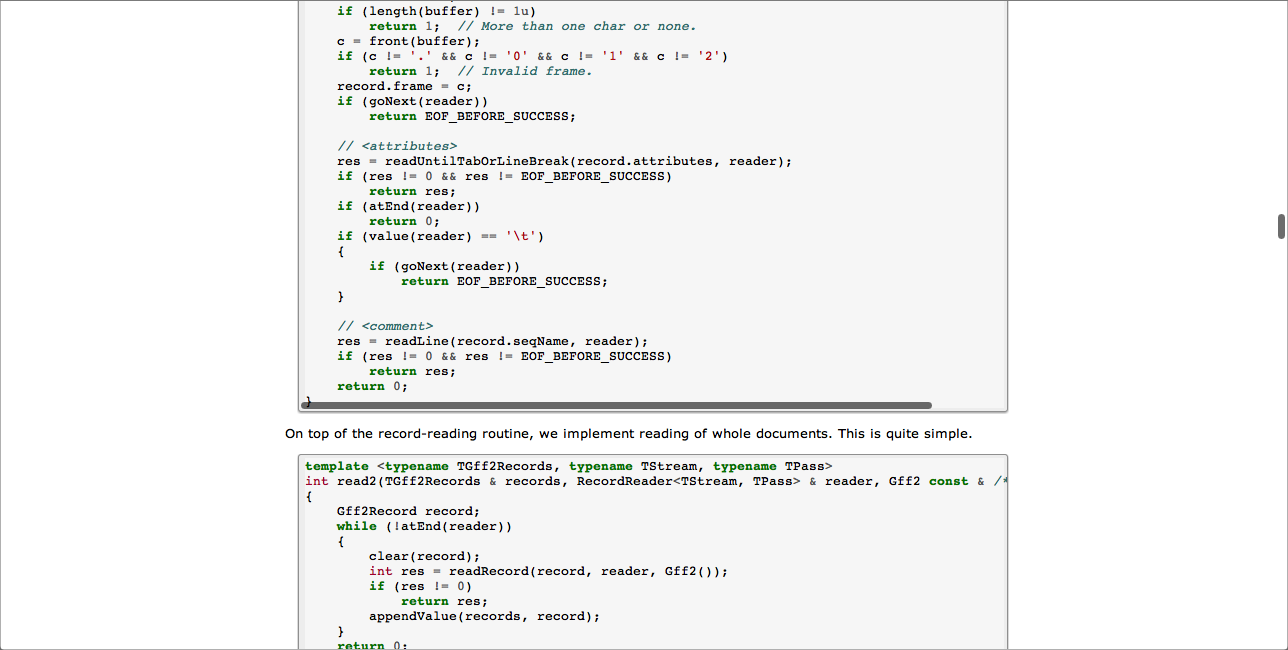 if (length(buffer) != 1u)
return 1;  // More than one char or none.
c = front(buffer);
if (c != '.' && c != '0' && c != '1' && c != '2')
return 1;  // Invalid frame.
record.frame = c;
if (goNext(reader))
return EOF_BEFORE_SUCCESS;
// <attributes>
res = readUntilTabOrLineBreak(record.attributes, reader);
if (res != 0 && res != EOF_BEFORE_SUCCESS)
return res;
if (atEnd(reader))
return 0;
if (value(reader) == '\t')
{
if (goNext(reader))
return EOF_BEFORE_SUCCESS;
}
// <comment>
res = readLine(record.seqName, reader);
if (res != 0 && res != EOF_BEFORE_SUCCESS)
return res;
return 0;
}
On top of the record-reading routine, we implement reading of whole documents. This is quite simple.
template <typename TGff2Records, typename TStream, typename TPass>
int read2(TGff2Records & records, RecordReader<TStream, TPass> & reader, Gff2 const & /*
{
Gff2Record record;
while (!atEnd(reader))
{
clear(record);
int res = readRecord(record, reader, Gff2());
if (res != 0)
return res;
appendValue(records, record);
}
return 0;